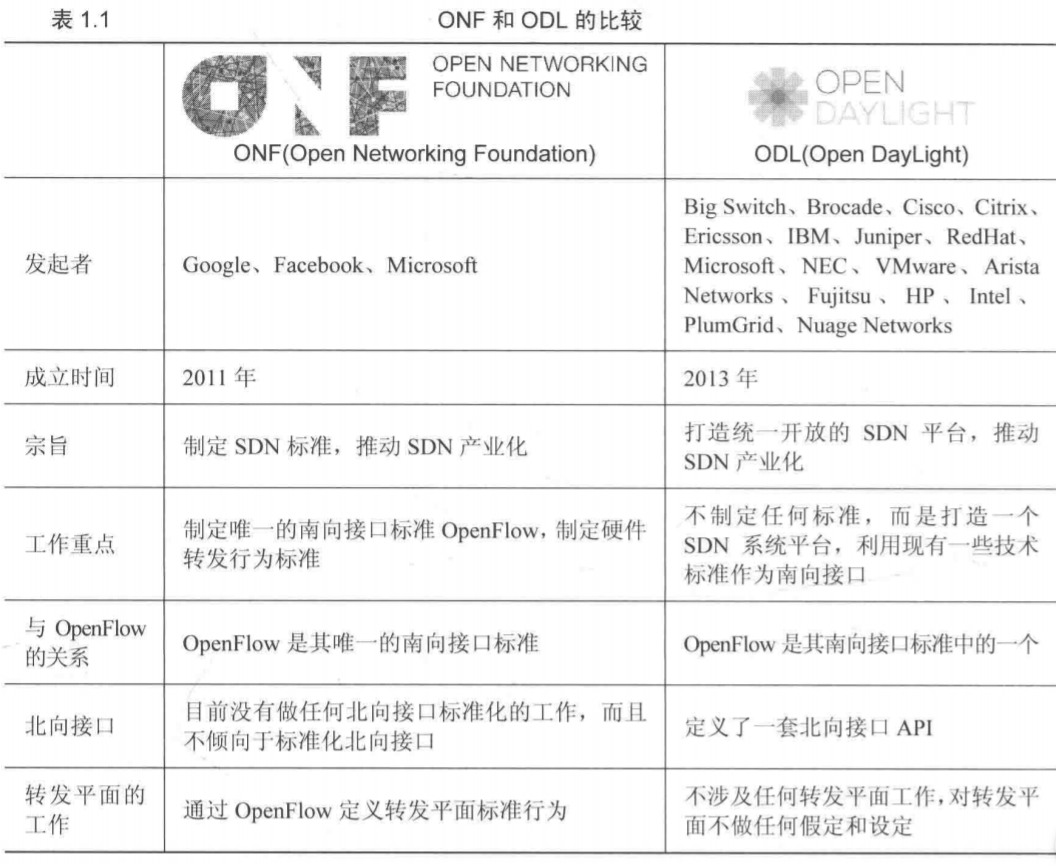 表 1.1
ONF 和 ODL 的比较
ONF
OPEN NETWORKING
FOUNDATION
ONF(Open Networking Foundation)
OPEN
DAYLIGHT
ODL(Open DayLight)
发起者
Google、Facebook、Microsoft
Big Switch、Brocade、Cisco、Citrix、
Ericsson、IBM、Juniper、RedHat、
Microsoft、NEC、VMware、Arista
Networks、Fujitsu、HP、Intel、
PlumGrid、Nuage Networks
成立时间
2011 年
2013 年
宗旨
制定 SDN 标准，推动 SDN 产业化
打造统一开放的 SDN 平台，推动
SDN 产业化
工作重点
制定唯一的南向接口标准 OpenFlow，制定硬件
转发行为标准
不制定任何标准，而是打造一个
SDN 系统平台，利用现有一些技术
标准作为南向接口
与 OpenFlow
的关系
OpenFlow 是其唯一的南向接口标准
OpenFlow 是其南向接口标准中的一个
北向接口
目前没有做任何北向接口标准化的工作，而且
不倾向于标准化北向接口
定义了一套北向接口 API
转发平面的
工作
通过 OpenFlow 定义转发平面标准行为
不涉及任何转发平面工作，对转发平
面不做任何假定和设定